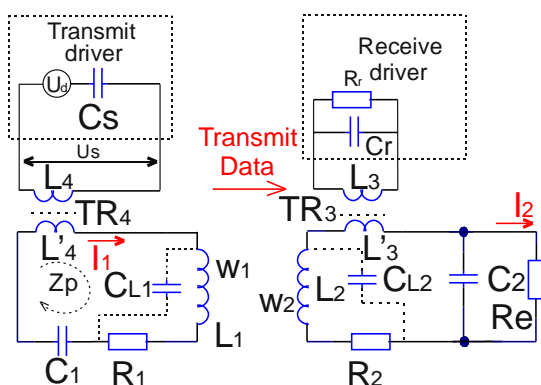 Transmit
driver
Ud
Cs
Us
L4
TR4
L'4
I1
Zp
CL1
W1
L1
C1
R1
Transmit
Data
Receive
driver
Rr
Cr
L3
TR3
L'3
I2
W2
L2
CL2
C2
Re
R2